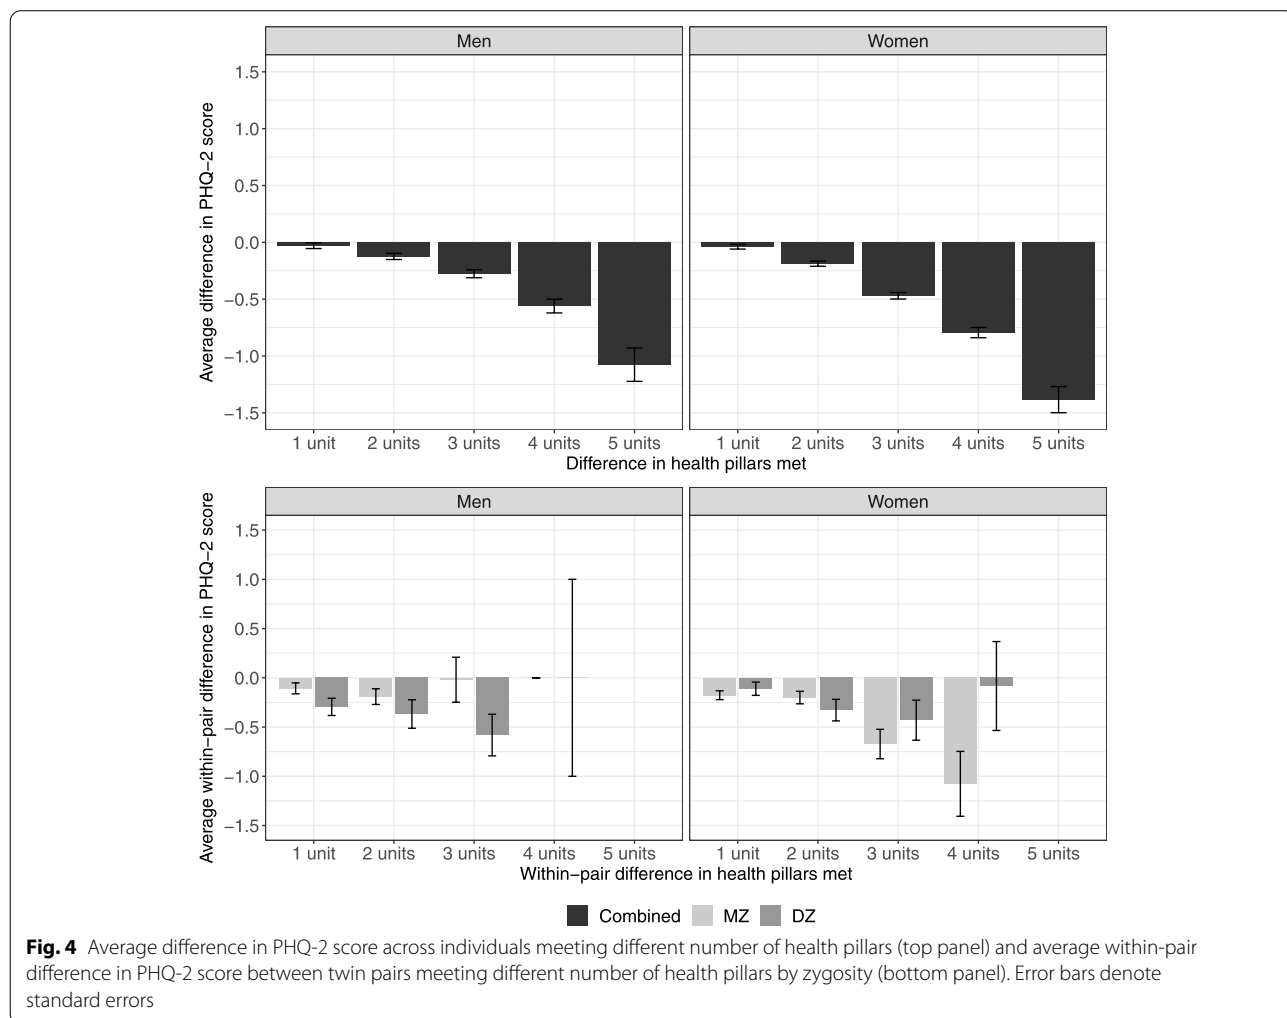 Men
Women
Average difference in PHQ−2 score
1.5
1.0
0.5
0.0
−0.5
−1.0
−1.5
1 unit 2 units 3 units 4 units 5 units
1 unit 2 units 3 units 4 units 5 units
Difference in health pillars met
Men
Women
Average within−pair difference in PHQ−2 score
1.5
1.0
0.5
0.0
−0.5
−1.0
−1.5
1 unit 2 units 3 units 4 units 5 units
1 unit 2 units 3 units 4 units 5 units
Within−pair difference in health pillars met
Combined MZ DZ
Fig. 4 Average difference in PHQ-2 score across individuals meeting different number of health pillars (top panel) and average within-pair
difference in PHQ-2 score between twin pairs meeting different number of health pillars by zygosity (bottom panel). Error bars denote
standard errors